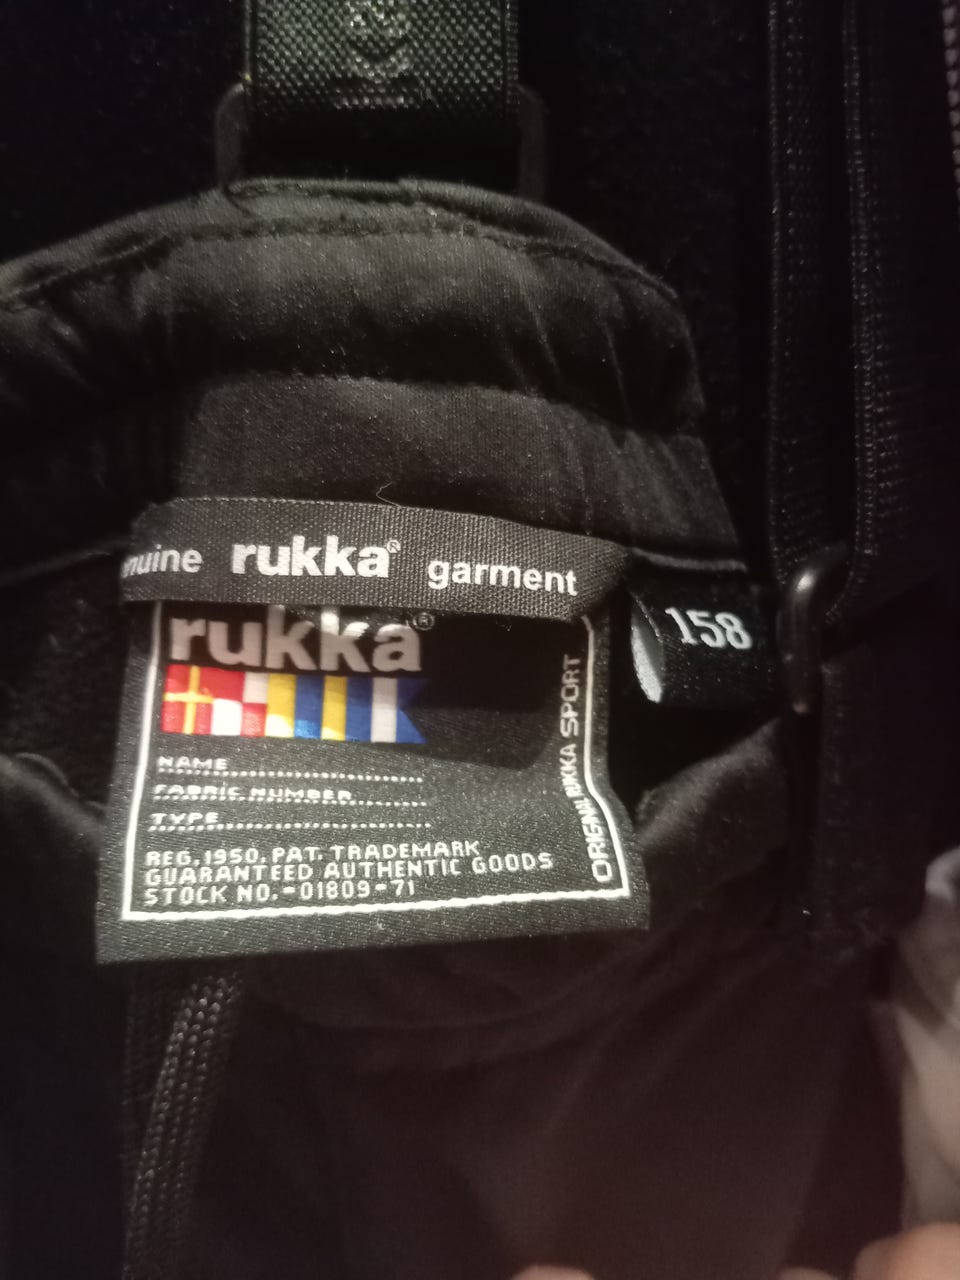 nuine rukka® garment
rukka®
158
NAME
FABRIC NUMBER
TYPE
REG.1950.PAT. TRADEMARK
GUARANTEED AUTHENTIC GOODS
STOCK NO.-01809-71
ORIGNAL RUKKA SPORT